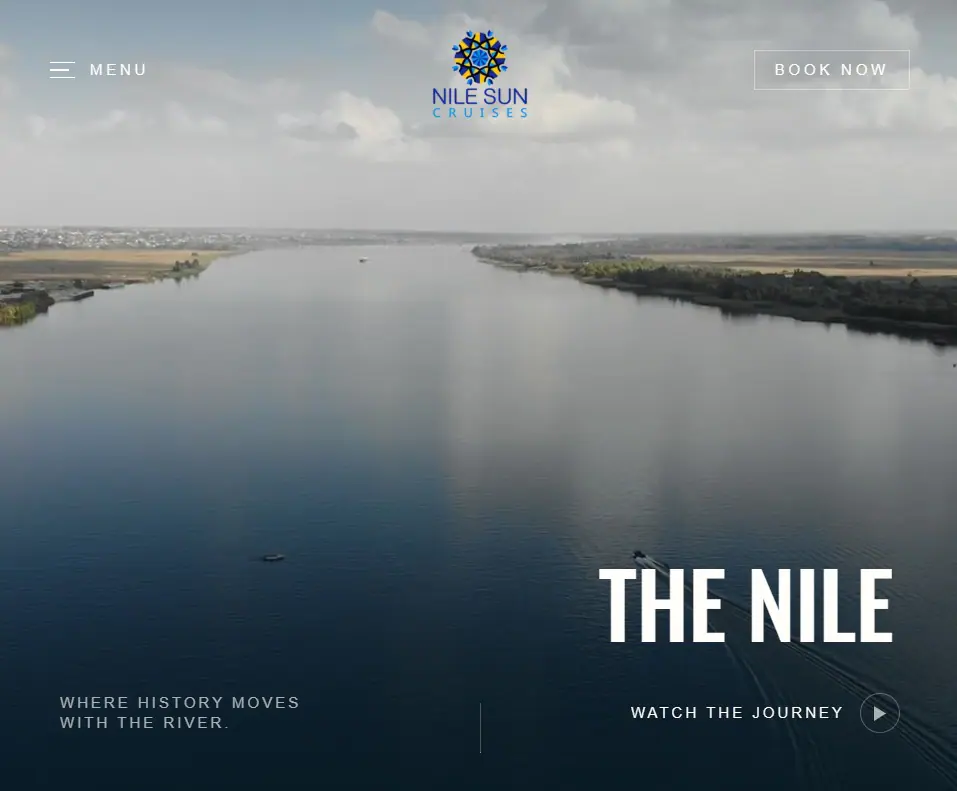 MENU
NILE SUN
CRUISES
BOOK NOW
THE NILE
WHERE HISTORY MOVES
WITH THE RIVER.
WATCH THE JOURNEY